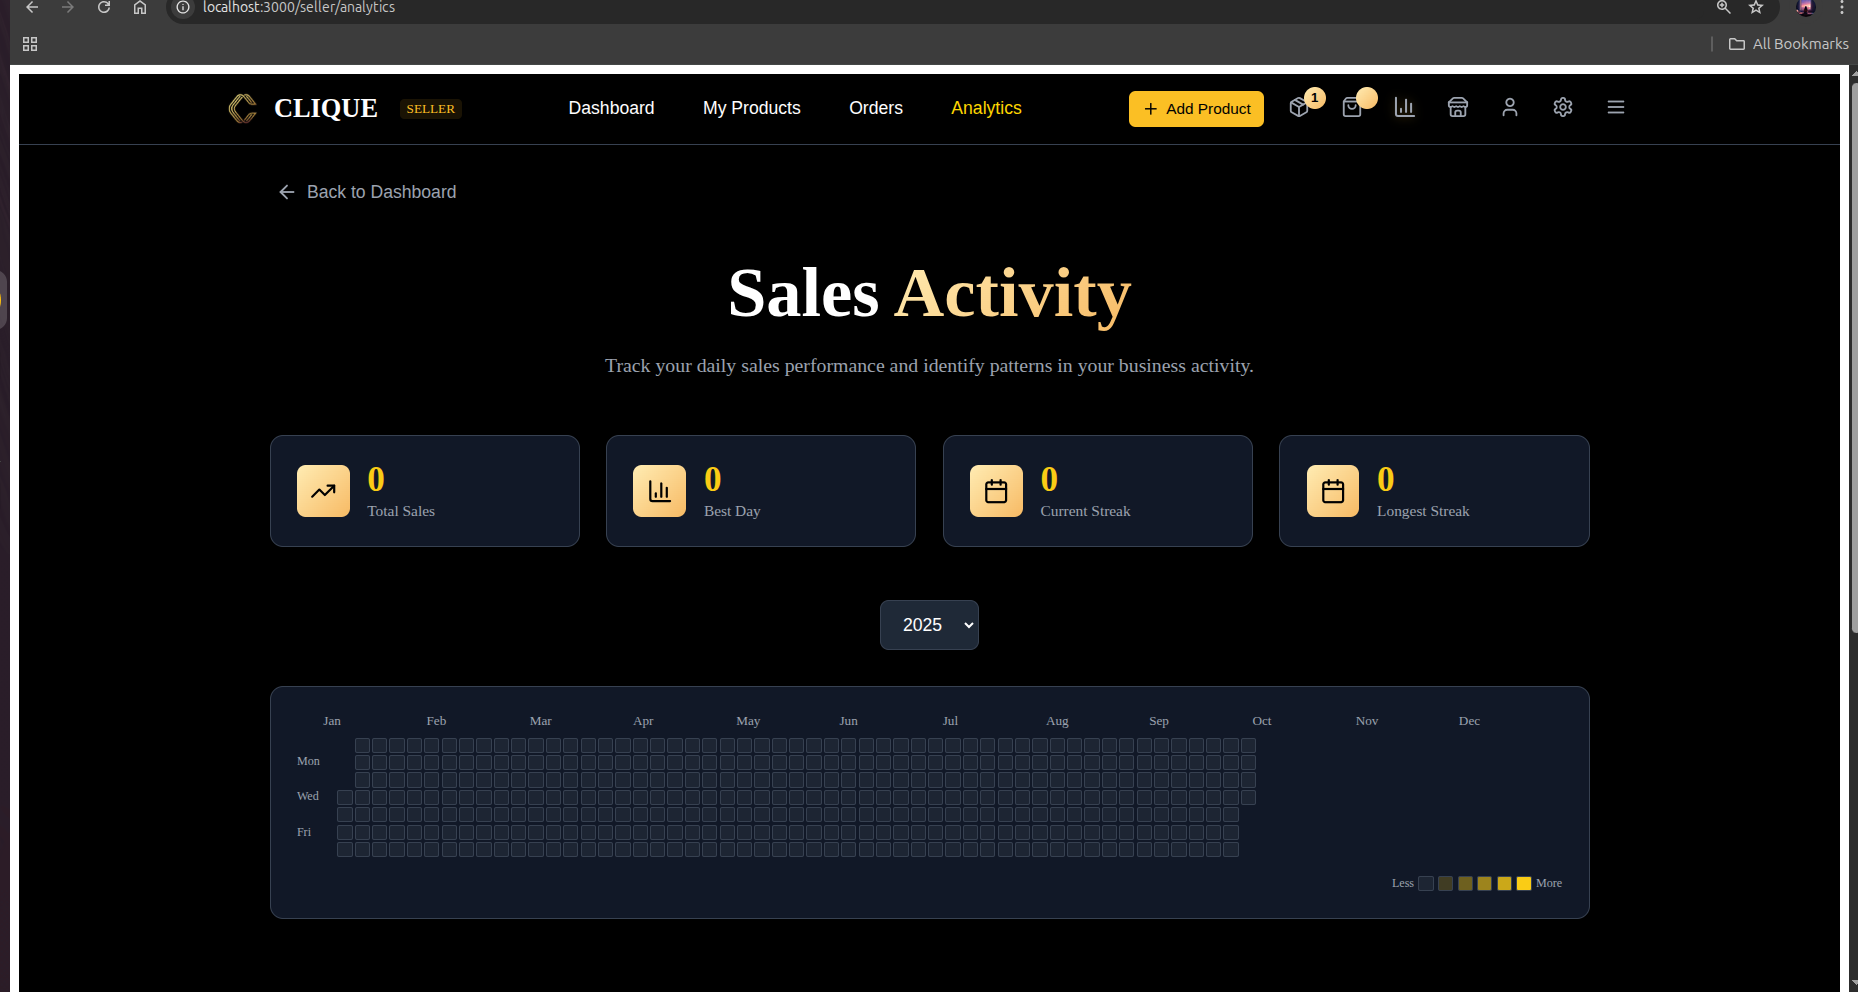 localhost:3000/seller/analytics
All Bookmarks
CLIQUE SELLER Dashboard My Products Orders Analytics + Add Product 1
Back to Dashboard
Sales Activity
Track your daily sales performance and identify patterns in your business activity.
0
Total Sales
0
Best Day
0
Current Streak
0
Longest Streak
2025
Jan Feb Mar Apr May Jun Jul Aug Sep Oct Nov Dec
Mon
Wed
Fri
Less More